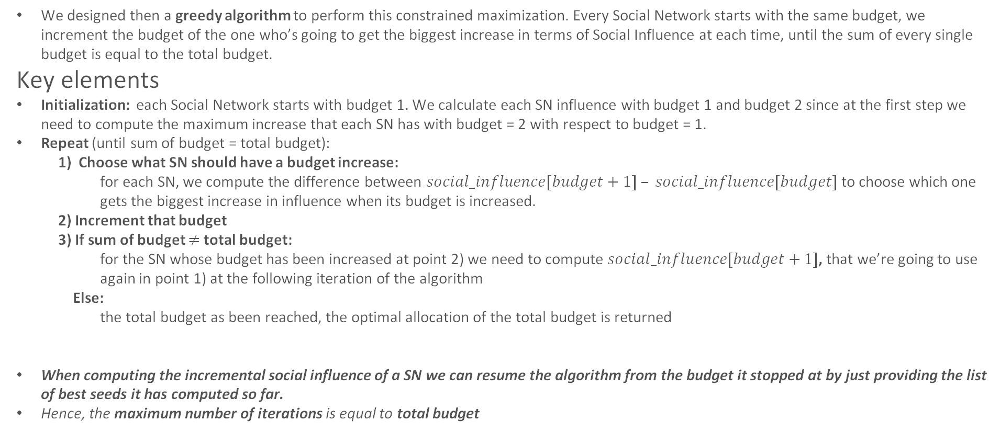 • We designed then a greedy algorithm to perform this constrained maximization. Every Social Network starts with the same budget, we
increment the budget of the one who's going to get the biggest increase in terms of Social Influence at each time, until the sum of every single
budget is equal to the total budget.
Key elements
• Initialization: each Social Network starts with budget 1. We calculate each SN influence with budget 1 and budget 2 since at the first step we
need to compute the maximum increase that each SN has with budget = 2 with respect to budget = 1.
• Repeat (until sum of budget = total budget):
1) Choose what SN should have a budget increase:
for each SN, we compute the difference between social_influence[budget + 1] – social_influence[budget] to choose which one
gets the biggest increase in influence when its budget is increased.
2) Increment that budget
3) If sum of budget ≠ total budget:
for the SN whose budget has been increased at point 2) we need to compute social_influence[budget + 1], that we're going to use
again in point 1) at the following iteration of the algorithm
Else:
the total budget as been reached, the optimal allocation of the total budget is returned
• When computing the incremental social influence of a SN we can resume the algorithm from the budget it stopped at by just providing the list
of best seeds it has computed so far.
• Hence, the maximum number of iterations is equal to total budget